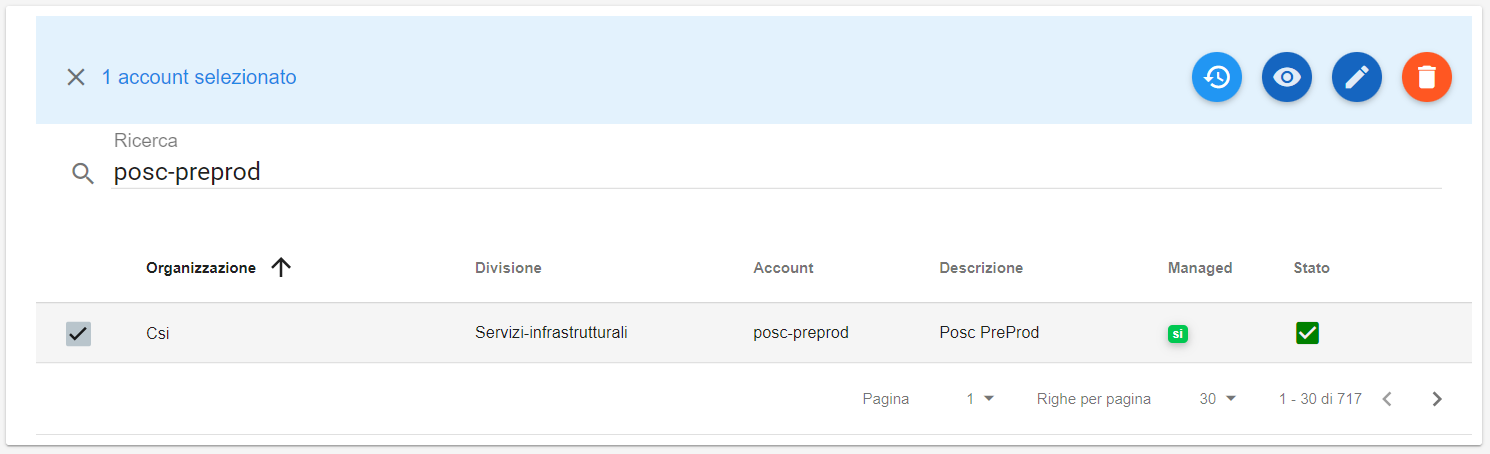 1 account selezionato
Ricerca
posc-preprod
Organizzazione Divisione Account Descrizione Managed Stato
Csi Servizi-infrastrutturali posc-preprod Posc PreProd si
Pagina 1 Righe per pagina 30 1 - 30 di 717